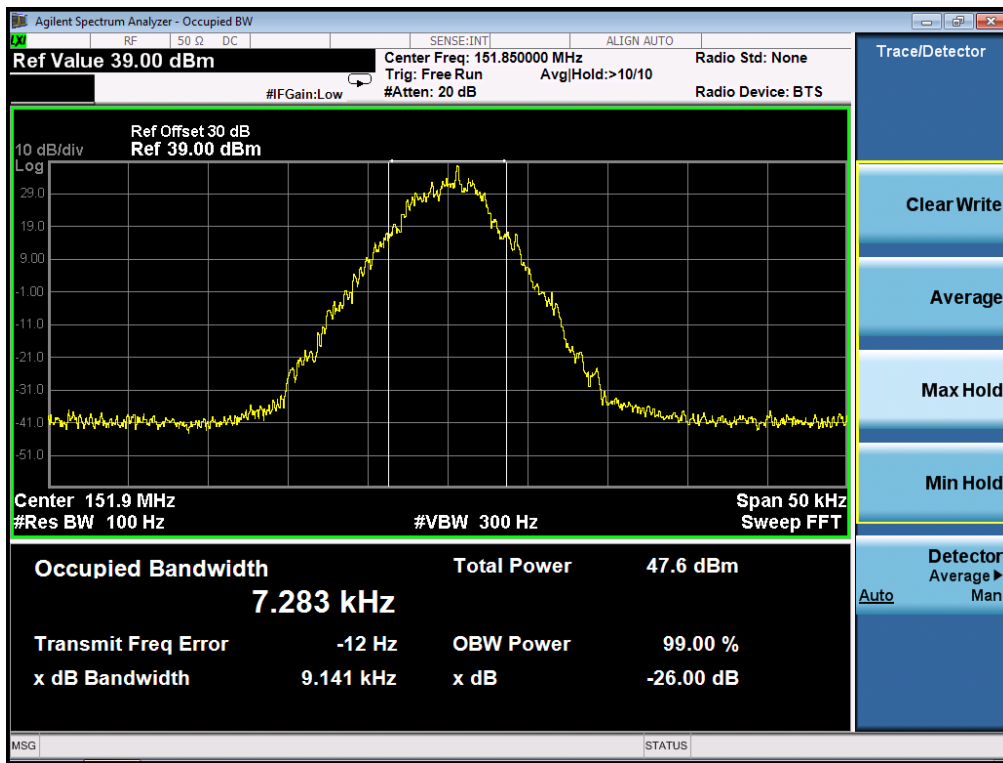 Agilent Spectrum Analyzer - Occupied BW
LXI RF 50 Ω DC SENSE:INT ALIGN AUTO
Ref Value 39.00 dBm
Center Freq: 151.850000 MHz Radio Std: None
Trig: Free Run Avg|Hold:>10/10
#IFGain:Low #Atten: 20 dB Radio Device: BTS
Trace/Detector
Ref Offset 30 dB
10 dB/div Ref 39.00 dBm
Log
29.0
19.0
9.00
-1.00
-11.0
-21.0
-31.0
-41.0
-51.0
Center 151.9 MHz Span 50 kHz
#Res BW 100 Hz #VBW 300 Hz Sweep FFT
Occupied Bandwidth Total Power 47.6 dBm
7.283 kHz
Transmit Freq Error -12 Hz OBW Power 99.00 %
x dB Bandwidth 9.141 kHz x dB -26.00 dB
Clear Write
Average
Max Hold
Min Hold
Detector
Average
Auto Man
MSG STATUS